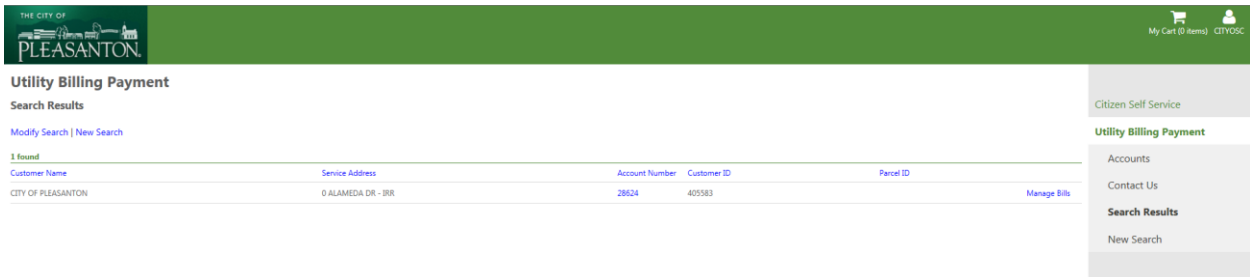 THE CITY OF
PLEASANTON.
My Cart (0 items) CITYOSC
Utility Billing Payment
Search Results
Modify Search | New Search
1 found
Customer Name Service Address Account Number Customer ID Parcel ID
CITY OF PLEASANTON 0 ALAMEDA DR - IRR 28624 405583 Manage Bills
Citizen Self Service
Utility Billing Payment
Accounts
Contact Us
Search Results
New Search